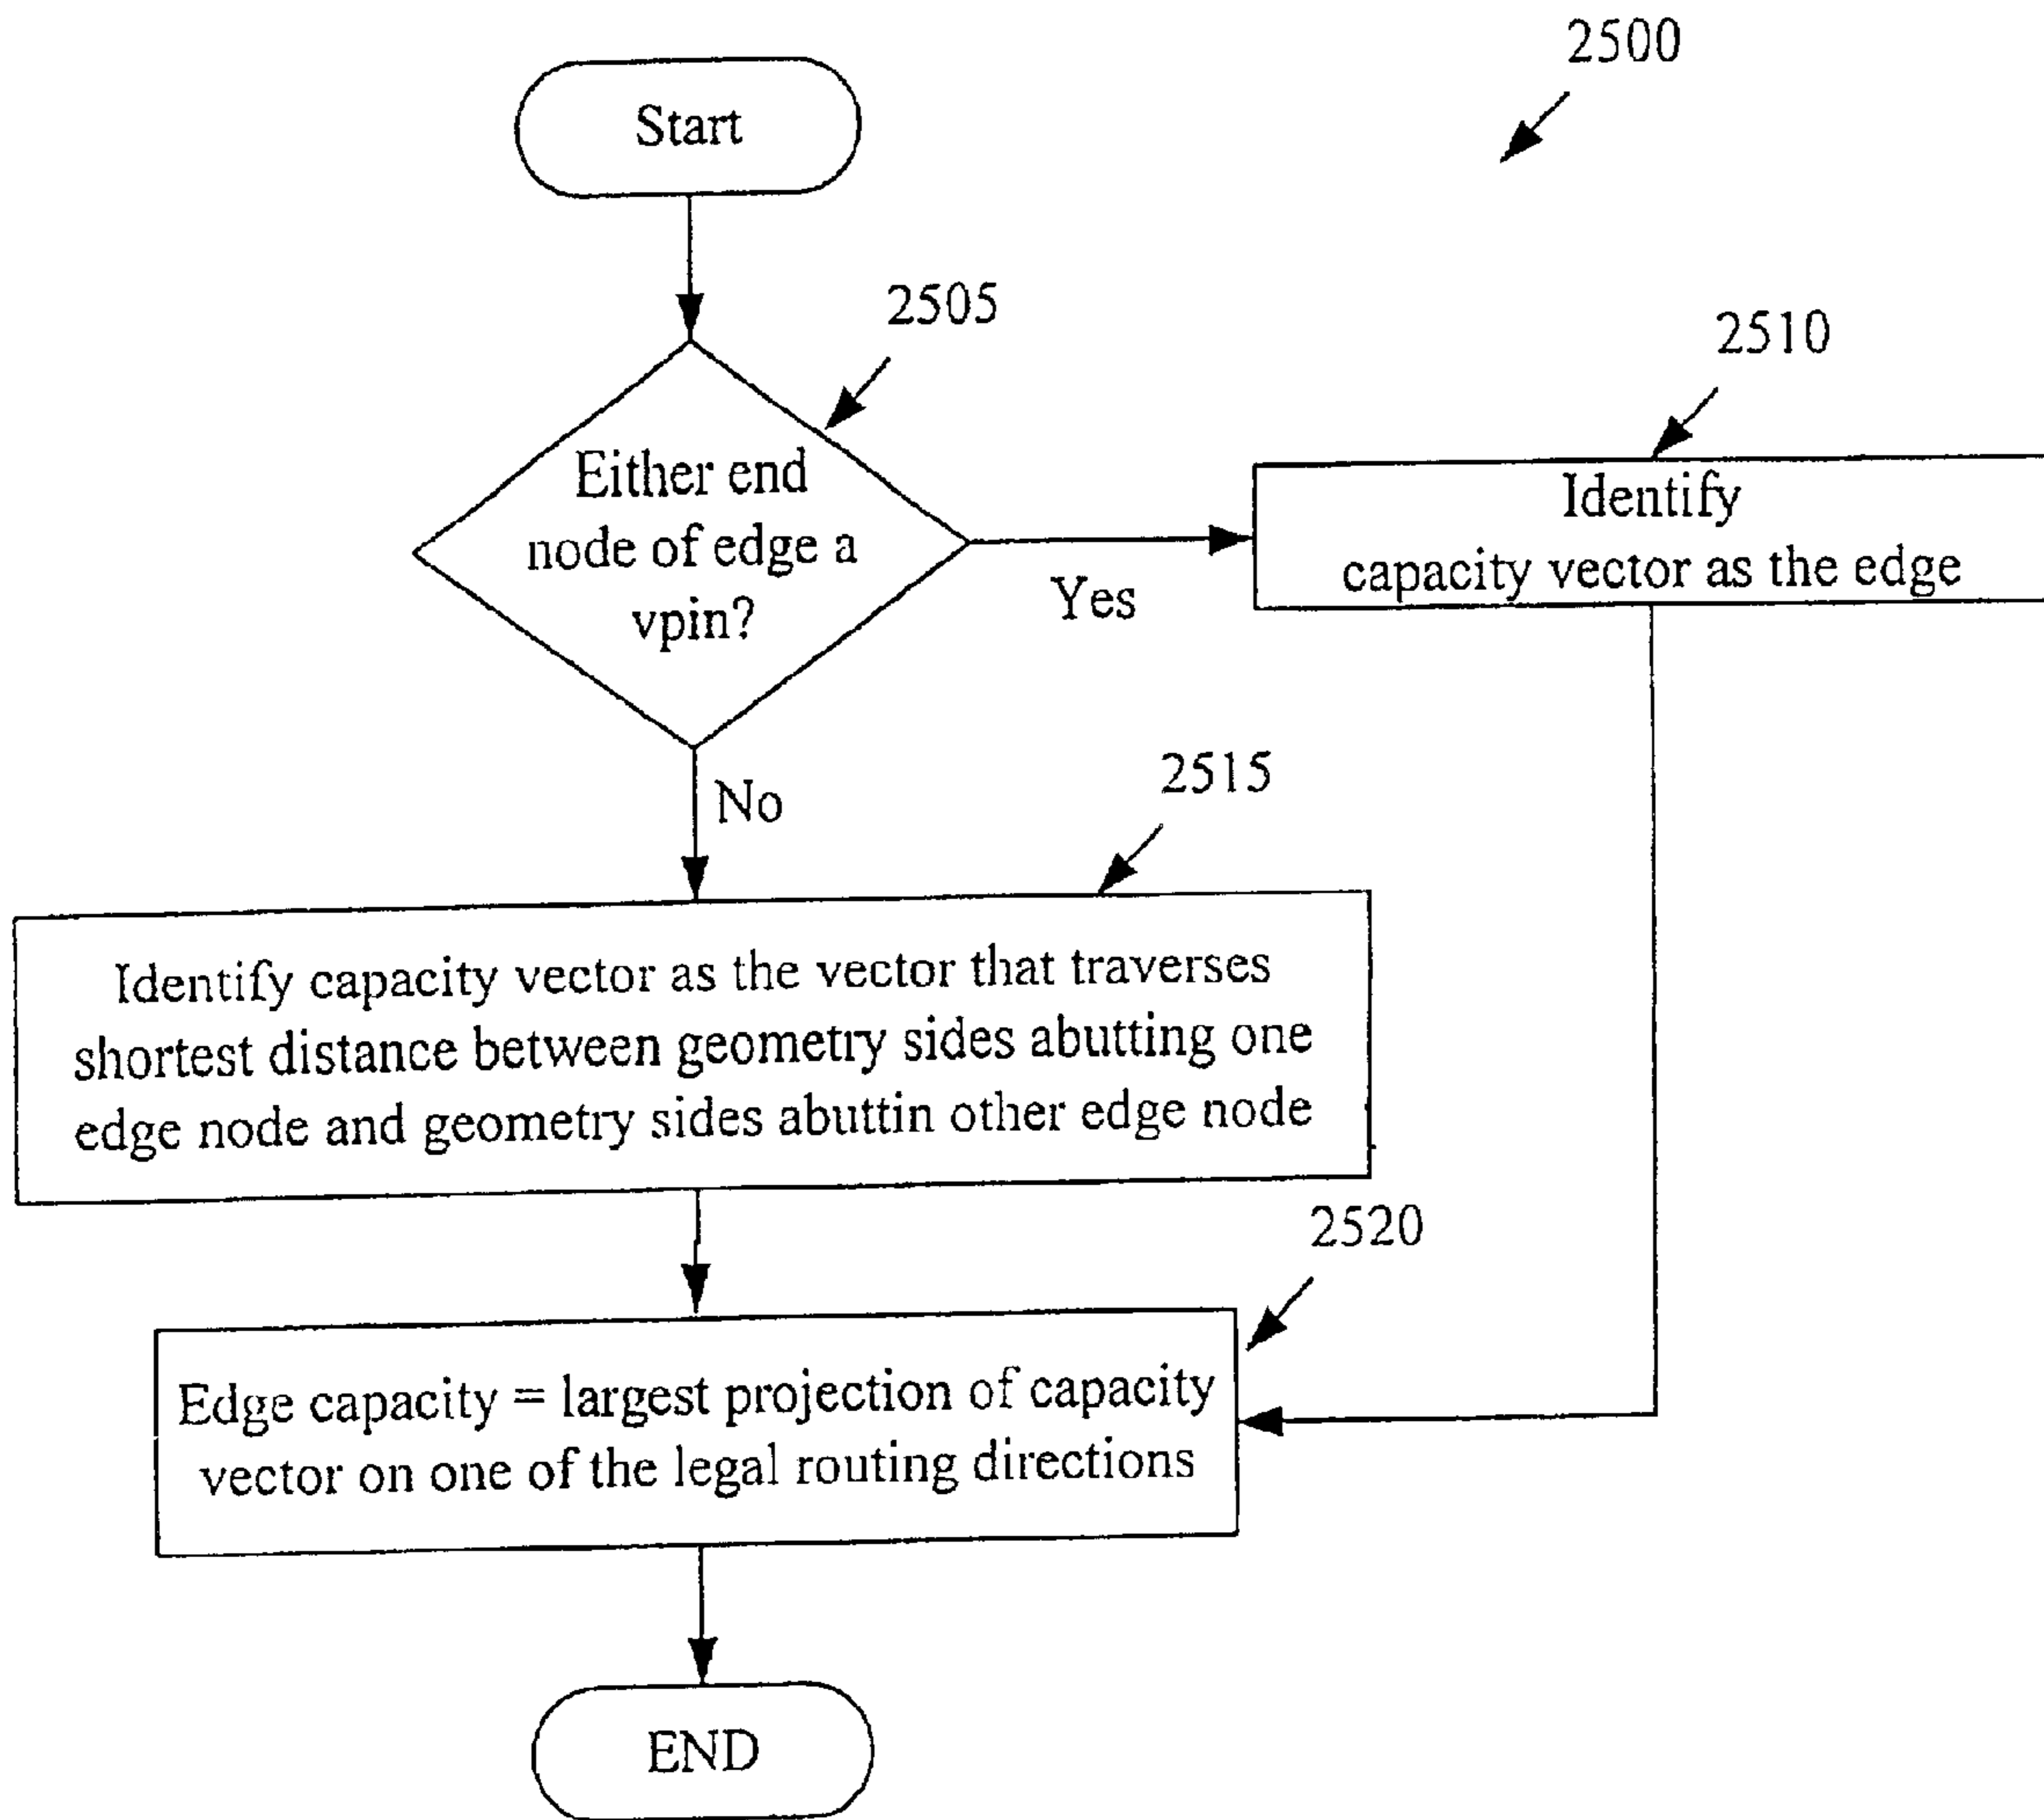 2500
Start
2505
Either end
node of edge a
vpin?
Yes
2510
Identify
capacity vector as the edge
No
2515
Identify capacity vector as the vector that traverses
shortest distance between geometry sides abutting one
edge node and geometry sides abuttin other edge node
2520
Edge capacity = largest projection of capacity
vector on one of the legal routing directions
END